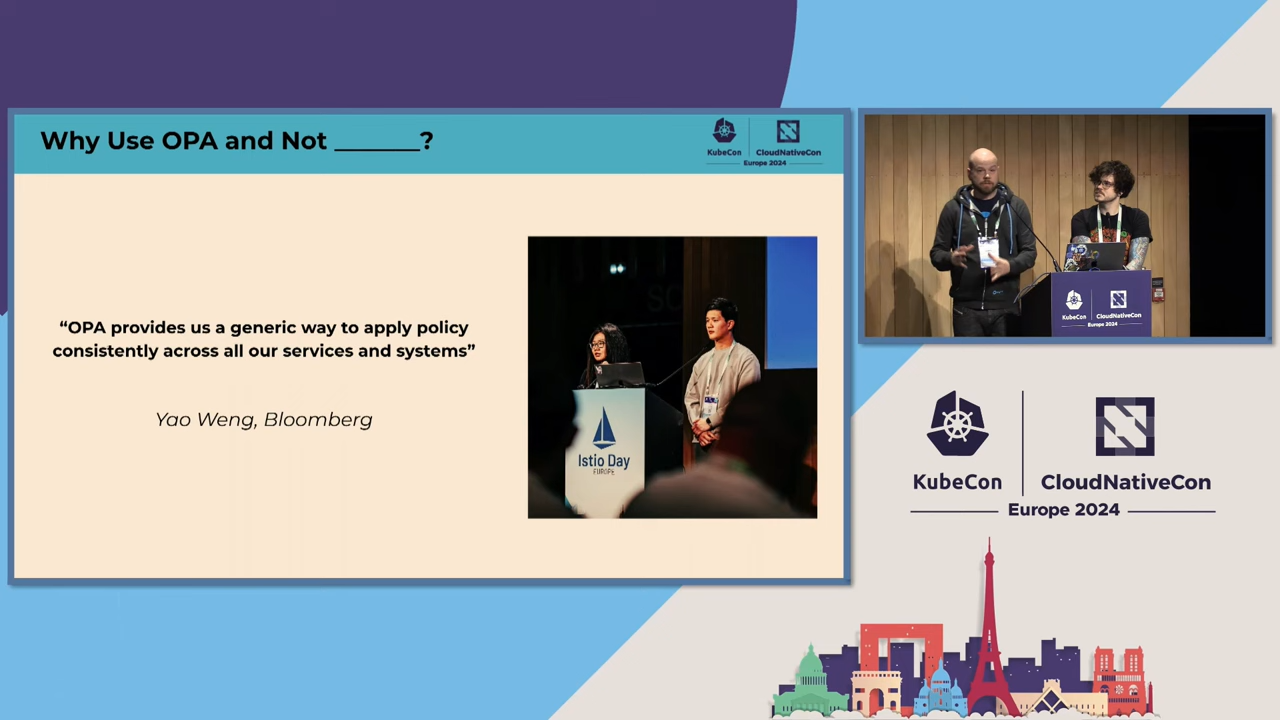 Why Use OPA and Not ______?
KubeCon
CloudNativeCon
Europe 2024
“OPA provides us a generic way to apply policy
consistently across all our services and systems”
Yao Weng, Bloomberg
Istio Day
EUROPE
KubeCon
CloudNativeCon
Europe 2024
KubeCon
CloudNativeCon
Europe 2024